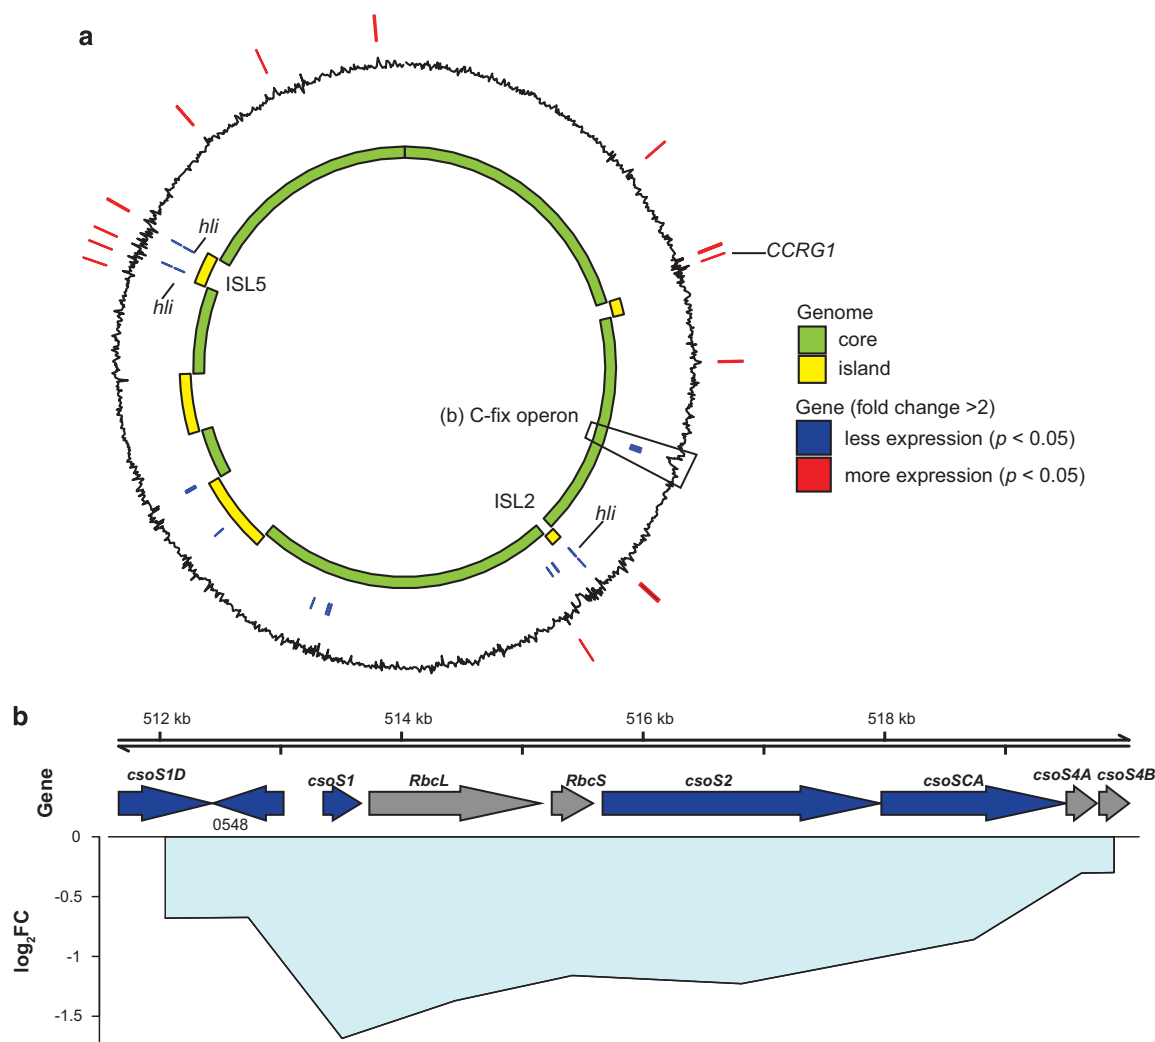 a
hli
hli
ISL5
CCRG1
Genome
core
island
Gene (fold change >2)
less expression (p < 0.05)
more expression (p < 0.05)
(b) C-fix operon
ISL2
hli
b
512 kb 514 kb 516 kb 518 kb
Gene
csoS1D csoS1 RbcL RbcS csoS2 csoSCA csoS4A csoS4B
0548
log2FC
0
-0.5
-1
-1.5